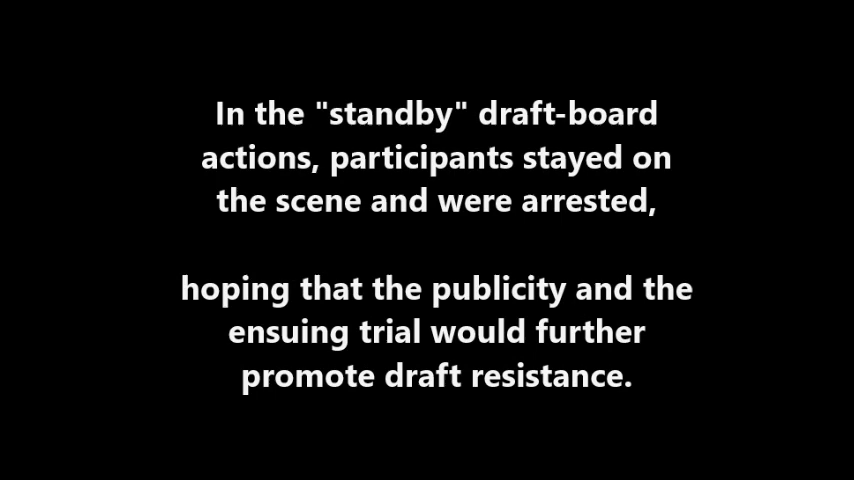 In the "standby" draft-board
actions, participants stayed on
the scene and were arrested,
hoping that the publicity and the
ensuing trial would further
promote draft resistance.